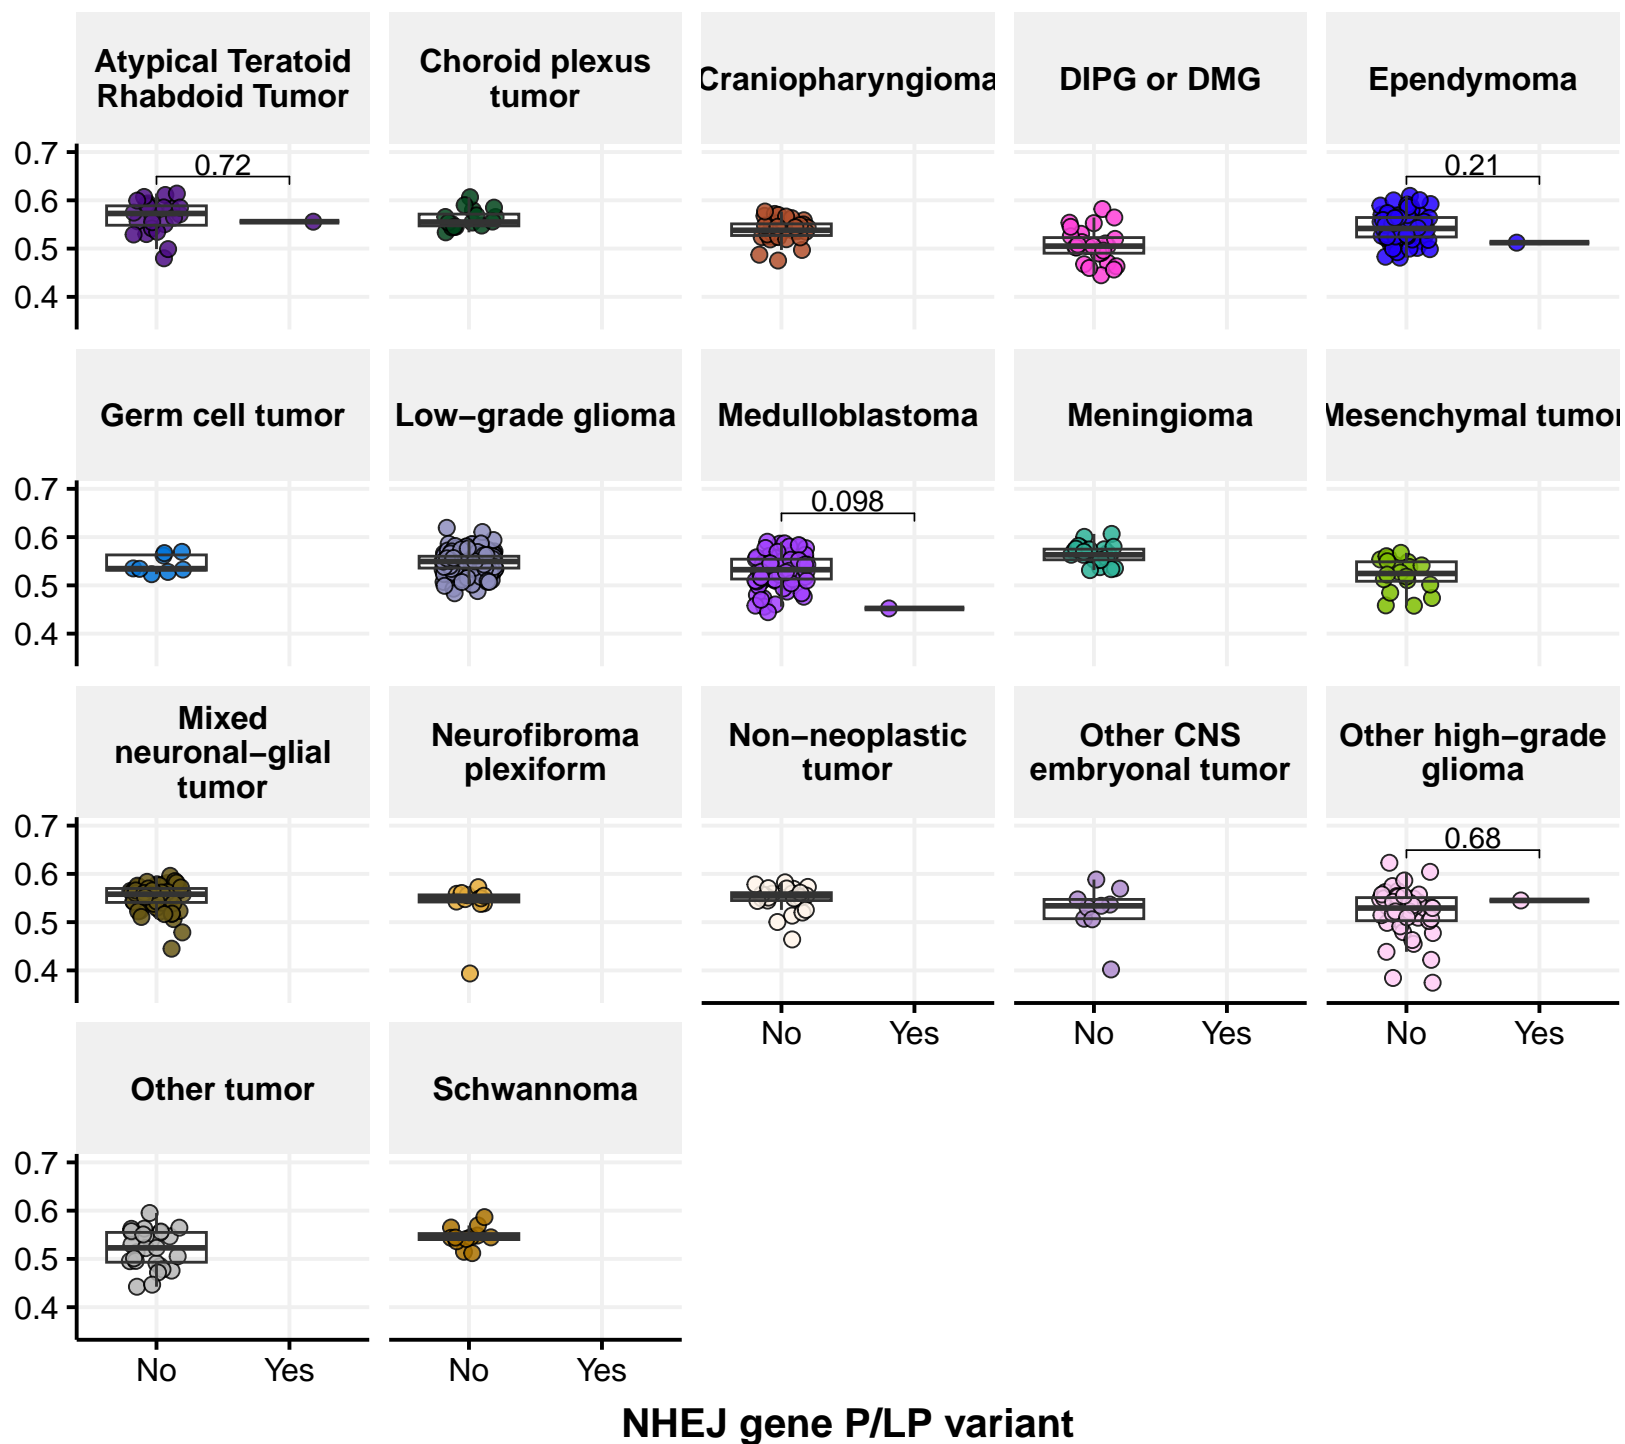 Atypical Teratoid
Rhabdoid Tumor
Choroid plexus
tumor
Craniopharyngioma
DIPG or DMG
Ependymoma
0.7
0.6
0.5
0.4
0.72
0.21
Germ cell tumor
Low−grade glioma
Medulloblastoma
Meningioma
Mesenchymal tumor
0.7
0.6
0.5
0.4
0.098
Mixed
neuronal−glial
tumor
Neurofibroma
plexiform
Non−neoplastic
tumor
Other CNS
embryonal tumor
Other high−grade
glioma
0.7
0.6
0.5
0.4
0.68
No Yes
No Yes
No Yes
Other tumor
Schwannoma
0.7
0.6
0.5
0.4
No Yes
No Yes
NHEJ gene P/LP variant